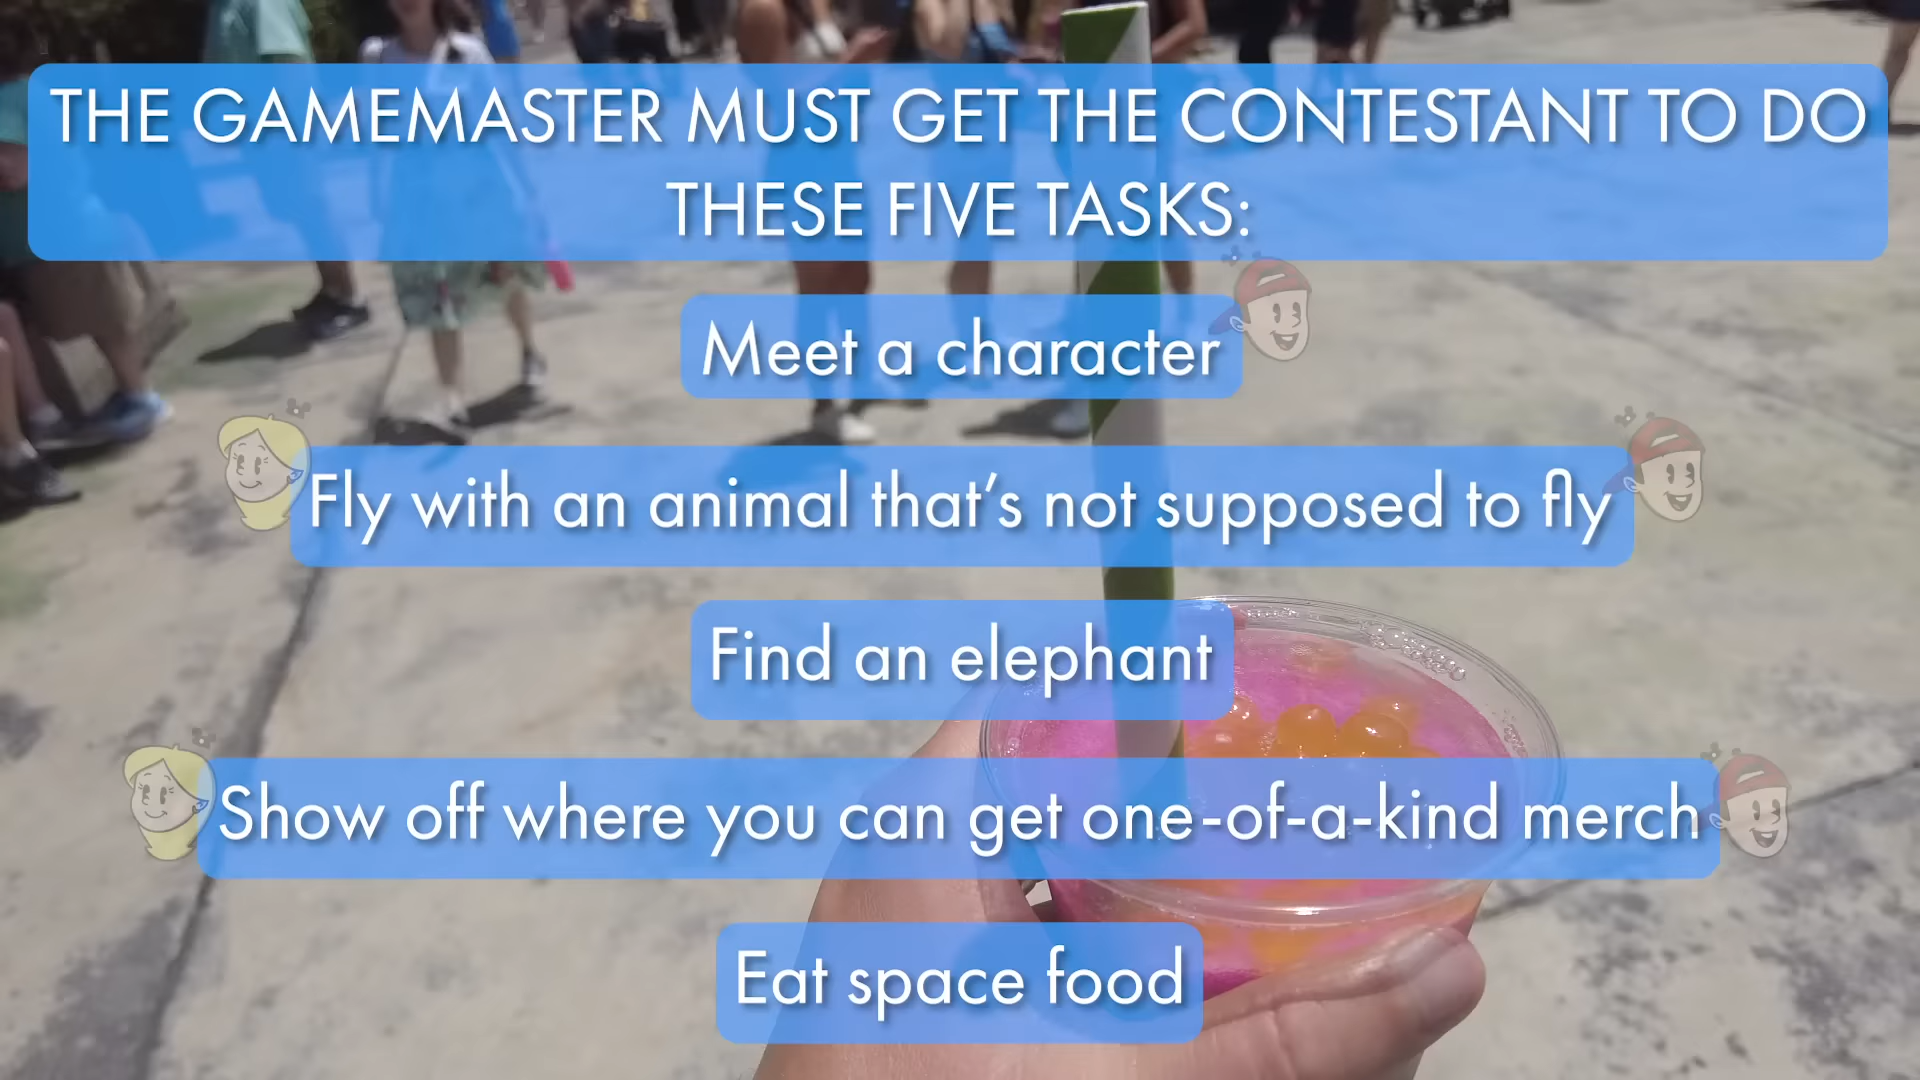 THE GAMEMASTER MUST GET THE CONTESTANT TO DO
THESE FIVE TASKS:
Meet a character
Fly with an animal that’s not supposed to fly
Find an elephant
Show off where you can get one-of-a-kind merch
Eat space food